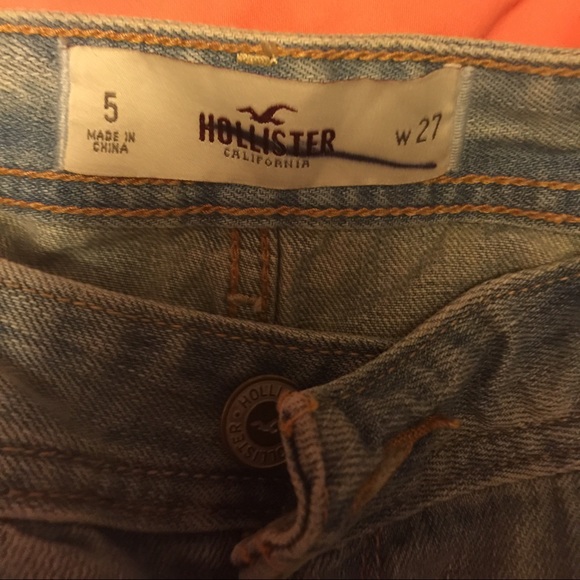 5
MADE IN
CHINA
HOLLISTER
CALIFORNIA
W 27
HOLLISTER